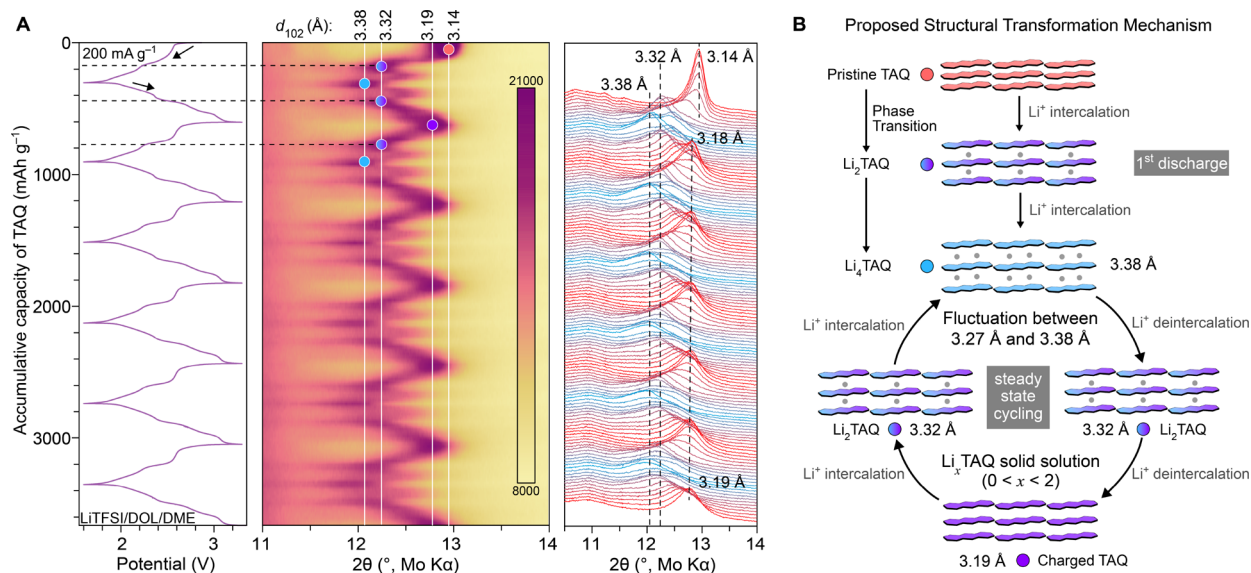 A
d102 (Å):
3.38
3.32
3.19
3.14
200 mA g–1
0
1000
2000
3000
Accumulative capacity of TAQ (mAh g–1)
LiTFSI/DOL/DME
2
3
Potential (V)
21000
8000
11
12
13
14
2θ (°, Mo Kα)
3.32 Å
3.14 Å
3.38 Å
3.18 Å
3.19 Å
11
12
13
14
2θ (°, Mo Kα)
B
Proposed Structural Transformation Mechanism
Pristine TAQ
Phase
Transition
Li+ intercalation
Li2TAQ
1st discharge
Li+ intercalation
Li4TAQ
3.38 Å
Li+ intercalation
Fluctuation between
3.27 Å and 3.38 Å
Li+ deintercalation
steady
state
cycling
Li2TAQ
3.32 Å
3.32 Å
Li2TAQ
Li+ intercalation
LixTAQ solid solution
(0 < x < 2)
Li+ deintercalation
3.19 Å
Charged TAQ